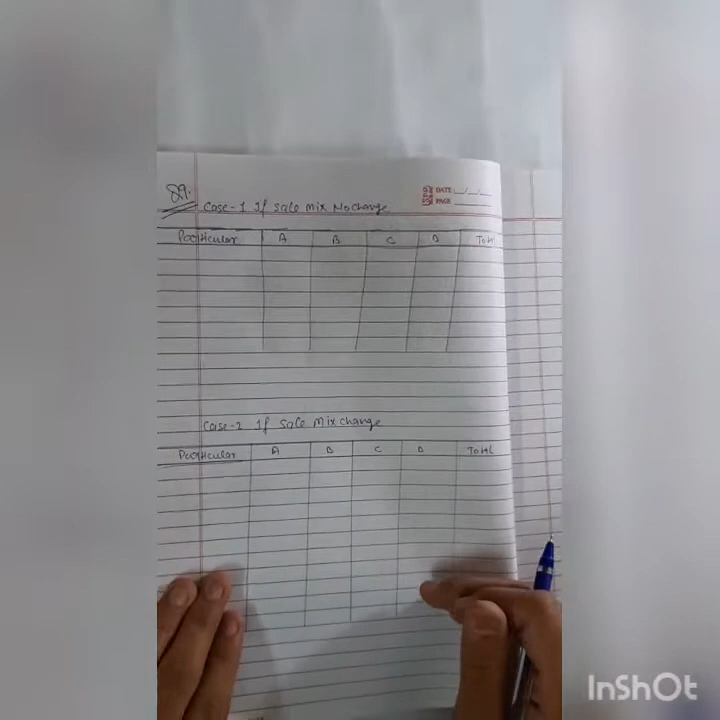 89.
DATE
PAGE
Case-1 If sale mix No change
Particular A B C D Total
Case-2 If sale mix change
Particular A B C D Total
InShOt